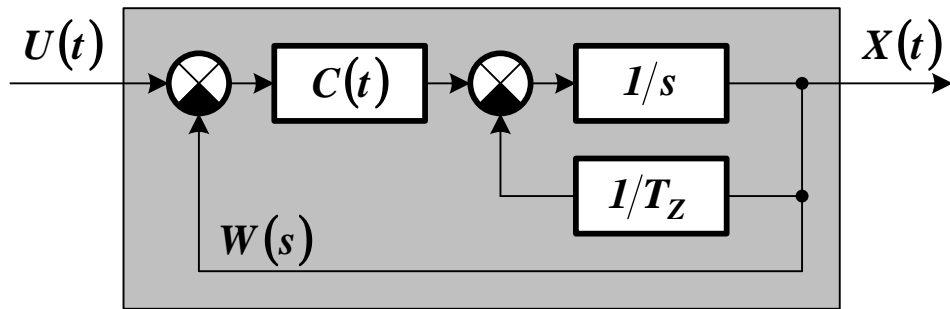 U(t)
X(t)
C(t)
1/s
1/T_Z
W(s)